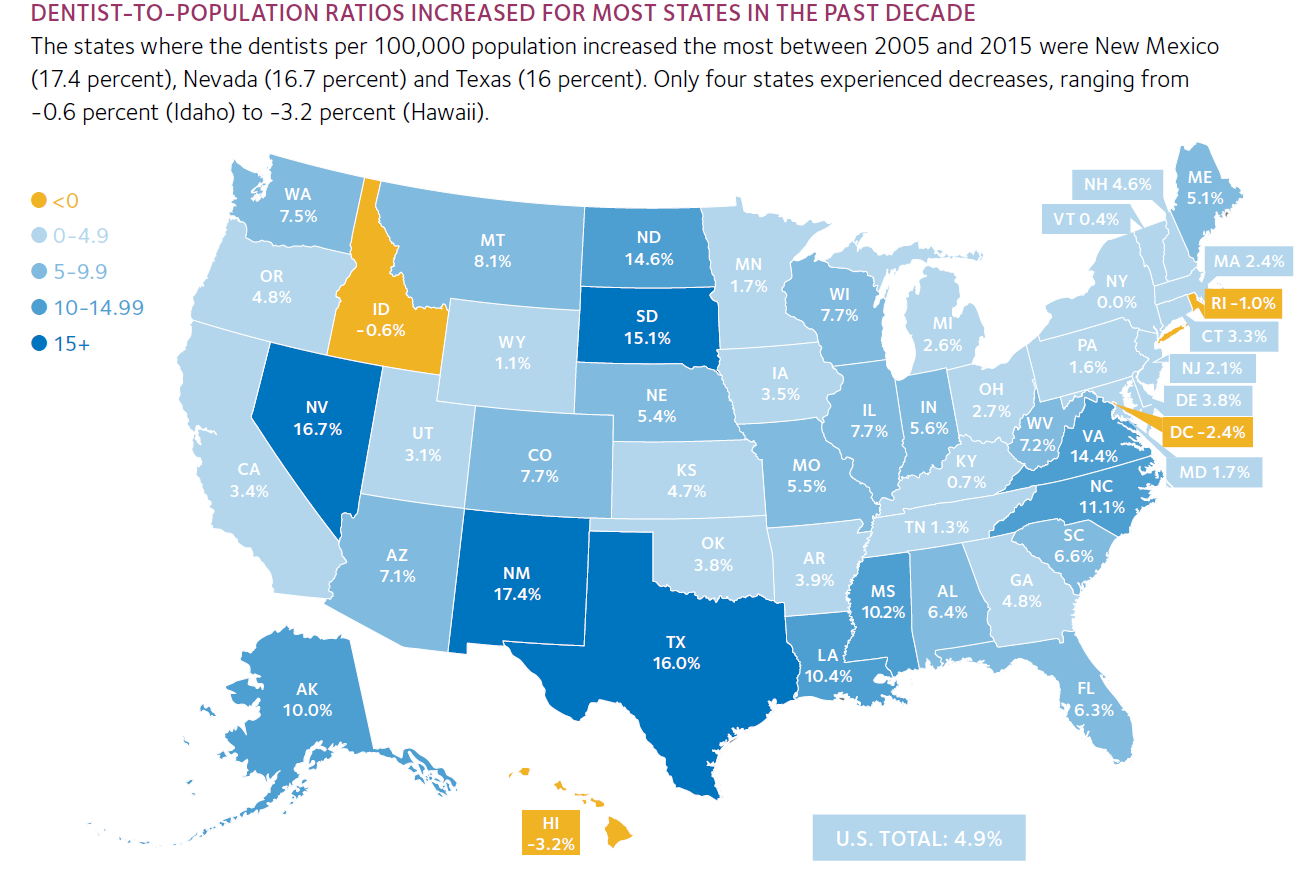 DENTIST-TO-POPULATION RATIOS INCREASED FOR MOST STATES IN THE PAST DECADE
The states where the dentists per 100,000 population increased the most between 2005 and 2015 were New Mexico
(17.4 percent), Nevada (16.7 percent) and Texas (16 percent). Only four states experienced decreases, ranging from
-0.6 percent (Idaho) to -3.2 percent (Hawaii).
<0
0-4.9
5-9.9
10-14.99
15+
WA
7.5%
OR
4.8%
ID
-0.6%
MT
8.1%
ND
14.6%
MN
1.7%
WI
7.7%
MI
2.6%
NY
0.0%
VT 0.4%
NH 4.6%
ME
5.1%
MA 2.4%
RI -1.0%
CT 3.3%
NJ 2.1%
DE 3.8%
DC -2.4%
MD 1.7%
SD
15.1%
WY
1.1%
NV
16.7%
CA
3.4%
UT
3.1%
CO
7.7%
NE
5.4%
IA
3.5%
IL
7.7%
IN
5.6%
OH
2.7%
PA
1.6%
WV
7.2%
VA
14.4%
KY
0.7%
NC
11.1%
TN 1.3%
SC
6.6%
KS
4.7%
MO
5.5%
AZ
7.1%
NM
17.4%
OK
3.8%
AR
3.9%
MS
10.2%
AL
6.4%
GA
4.8%
TX
16.0%
LA
10.4%
FL
6.3%
AK
10.0%
HI
-3.2%
U.S. TOTAL: 4.9%